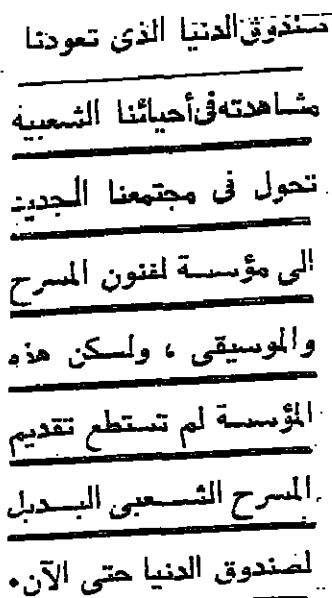 صندوق الدنيا الذى تعودنا
مشاهدته فى أحيائنا الشعبية
تحول فى مجتمعنا الجديد
الى مؤسسة لفنون المسرح
والموسيقى ، ولكن هذه
المؤسسة لم تستطع تقديم
المسرح الشعبى البديل
لصندوق الدنيا حتى الآن.